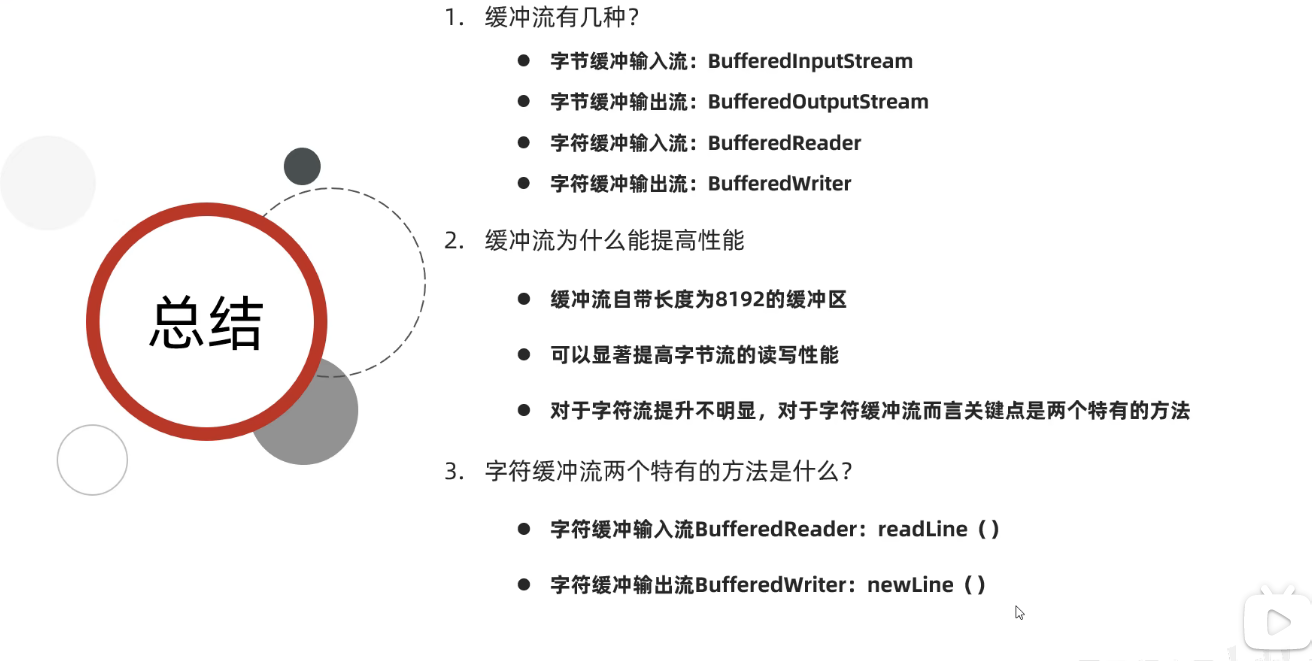 1. 缓冲流有几种？
● 字节缓冲输入流：BufferedInputStream
● 字节缓冲输出流：BufferedOutputStream
● 字符缓冲输入流：BufferedReader
● 字符缓冲输出流：BufferedWriter
2. 缓冲流为什么能提高性能
● 缓冲流自带长度为8192的缓冲区
● 可以显著提高字节流的读写性能
● 对于字符流提升不明显，对于字符缓冲流而言关键点是两个特有的方法
3. 字符缓冲流两个特有的方法是什么？
● 字符缓冲输入流BufferedReader：readLine（）
● 字符缓冲输出流BufferedWriter：newLine（）
总结